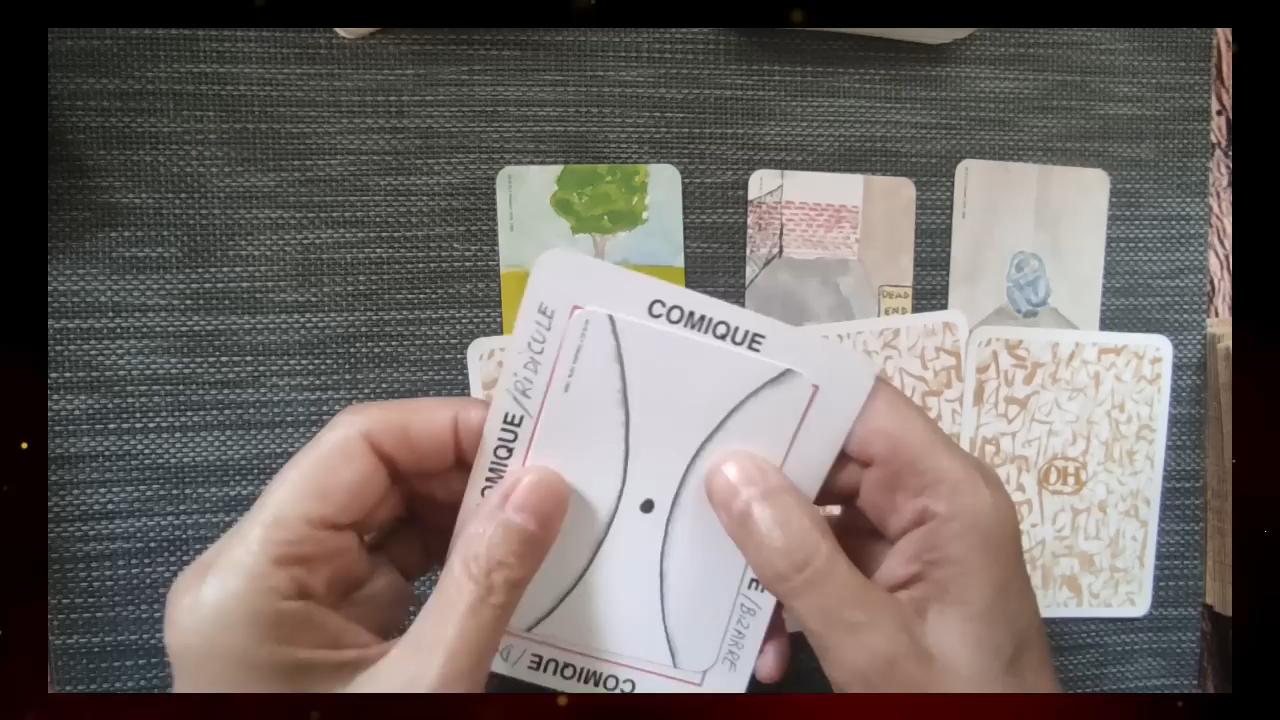 DEAD
END
COMIQUE
COMIQUE/RIDICULE
OH
/BIZARRE
COMIQUE